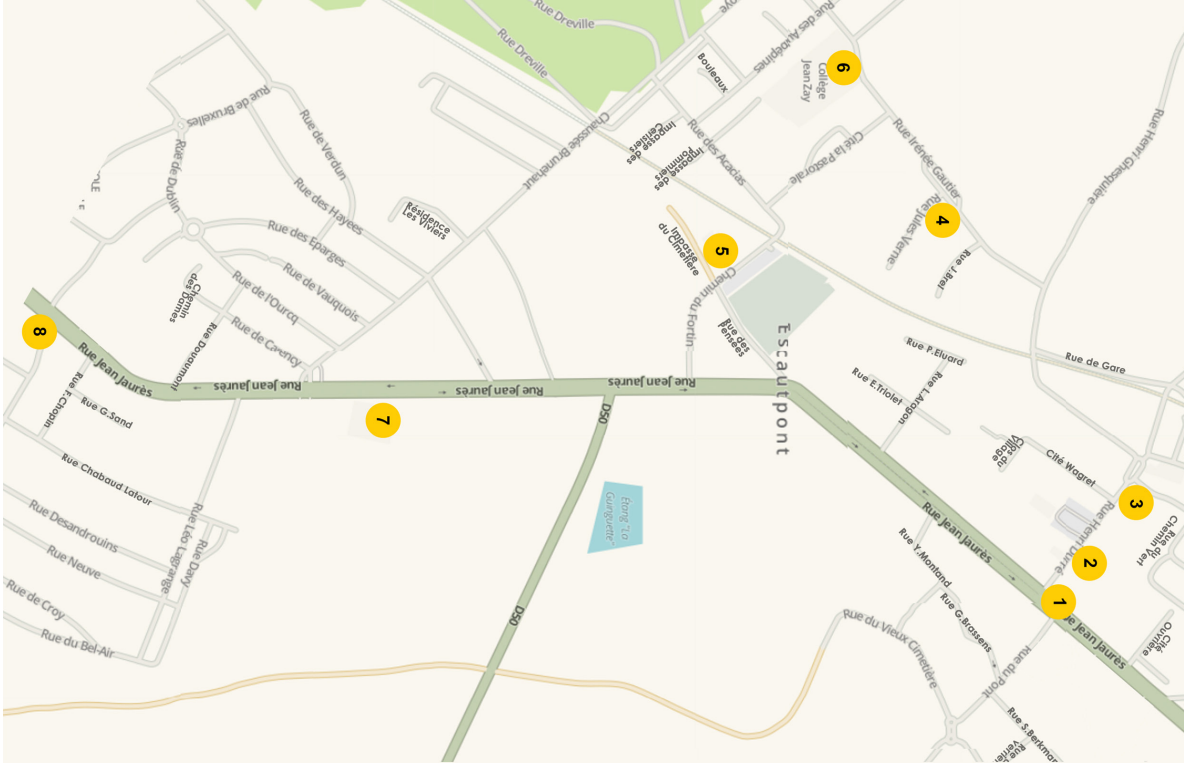 Rue Dreville
Rue Dreville
Rue des Aubépines
Bouleaux
6
Collège
Jean Zay
Rue Henri Ghesquière
Rue de Bruxelles
Rue de Verdun
Chaussée Brunehaut
Impasse des
Cerisiers
Impasse des
Pommiers
Rue des Acacias
Cité la Pastorale
Rue Irénée Gautier
Rue de Dublin
Rue des Hayees
Résidence
Les Viviers
Impasse
du Cimetière
5
4
Rue Jules Verne
Rue J.Brel
Rue des Eparges
Rue de Vauquois
Rue de l'Ourcq
Chemin
des Dames
Chemin du Fortin
Rue des
Pensées
Escautpont
8
Rue Jean Jaurès
Rue Douaumont
Rue de Carency
Rue P.Eluard
Rue de Gare
Rue E.Triolet
Rue L.Aragon
Rue Jean Jaurès
Rue Jean Jaurès
Rue Jean Jaurès
Rue F.Chopin
Rue G.Sand
7
D50
Clos du
Village
Cité Wagret
3
Rue Chabaud Latour
Etang "La
Guinguette"
Rue Jean Jaurès
Rue Henri Durre
2
Rue du
Chemin Vert
Rue Desandrouins
Rue Léo Lagrange
Rue Davy
Rue Neuve
Rue Y.Montand
Rue G.Brassens
1
Rue Jean Jaurès
Cité
Ouvrière
Rue de Croy
Rue du Bel-Air
D50
Rue du Vieux Cimetière
Rue du Pont
Rue S.Berkman
Rue